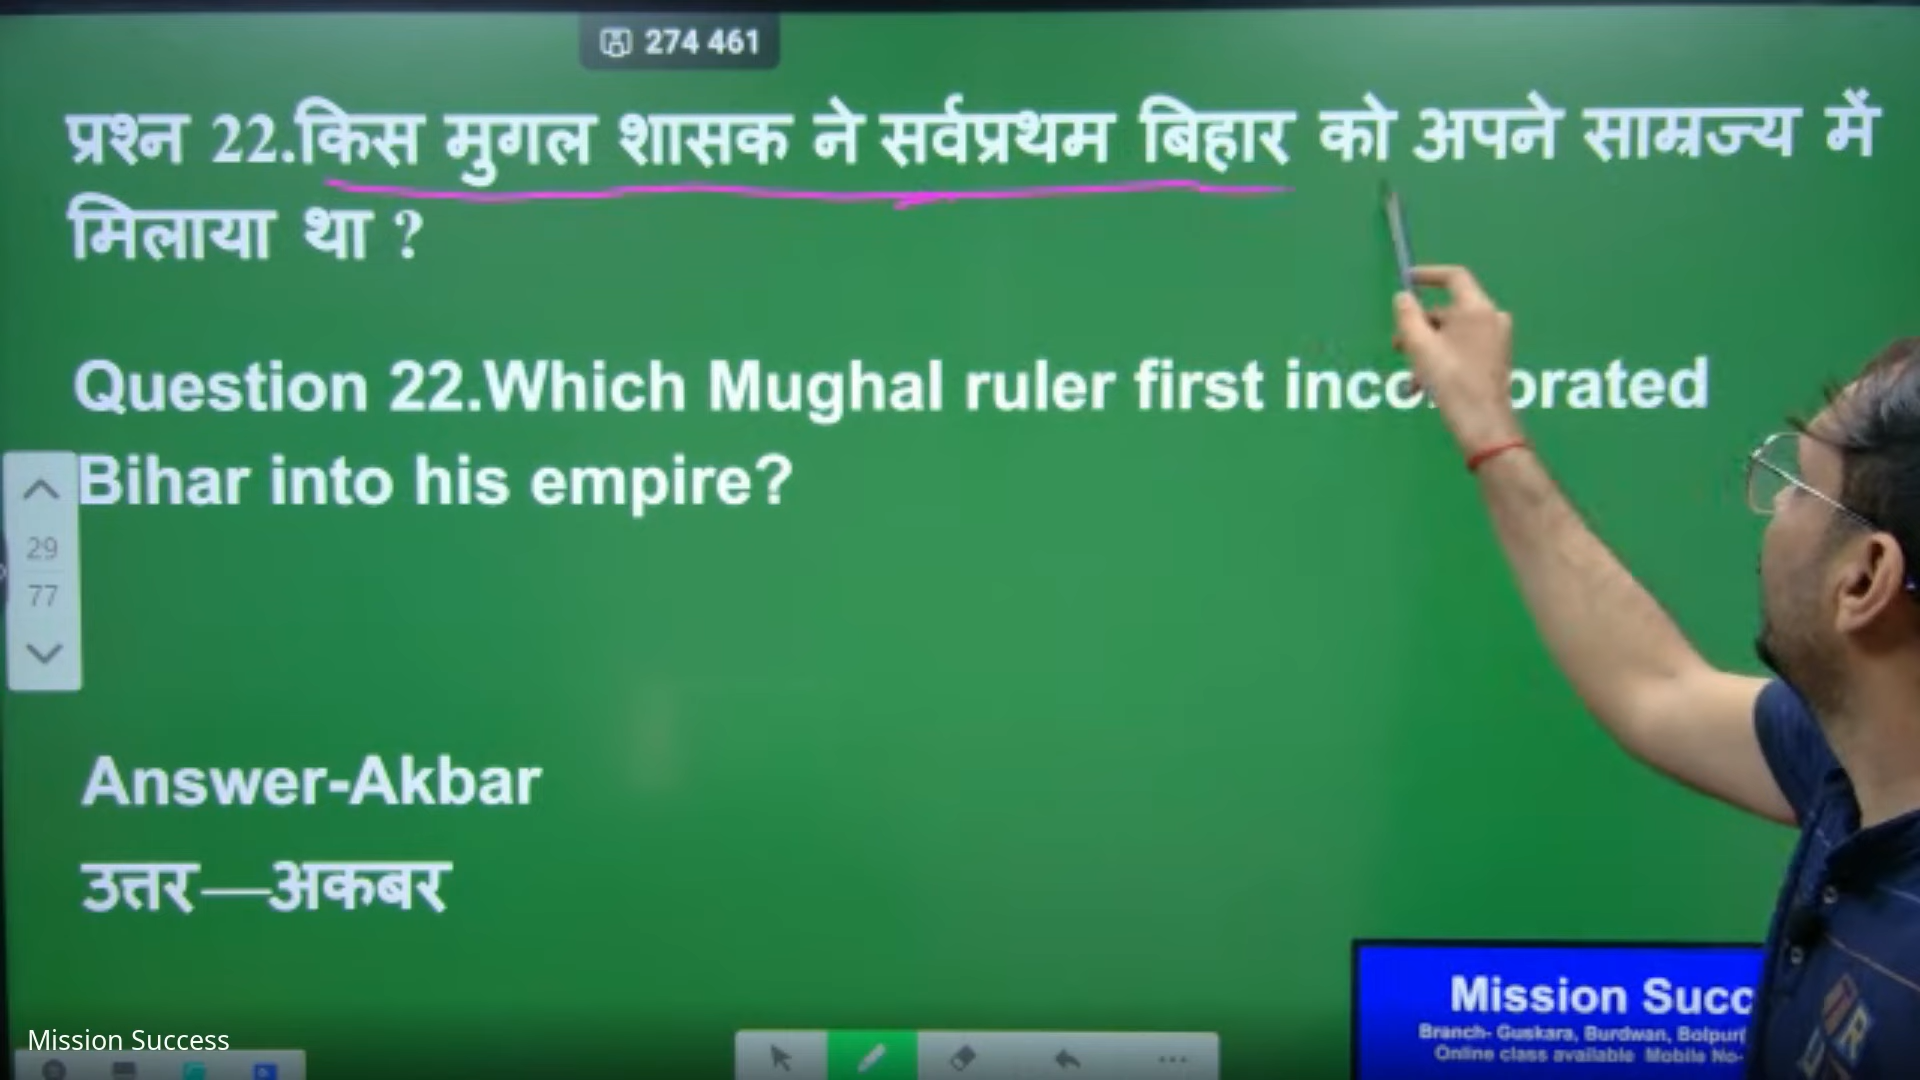 274 461
प्रश्न 22.किस मुगल शासक ने सर्वप्रथम बिहार को अपने साम्रज्य में
मिलाया था ?
Question 22.Which Mughal ruler first incorporated
Bihar into his empire?
29
77
Answer-Akbar
उत्तर—अकबर
Mission Succ
Branch- Guskara, Burdwan, Bolpur(
Online class available Mobile No-
Mission Success